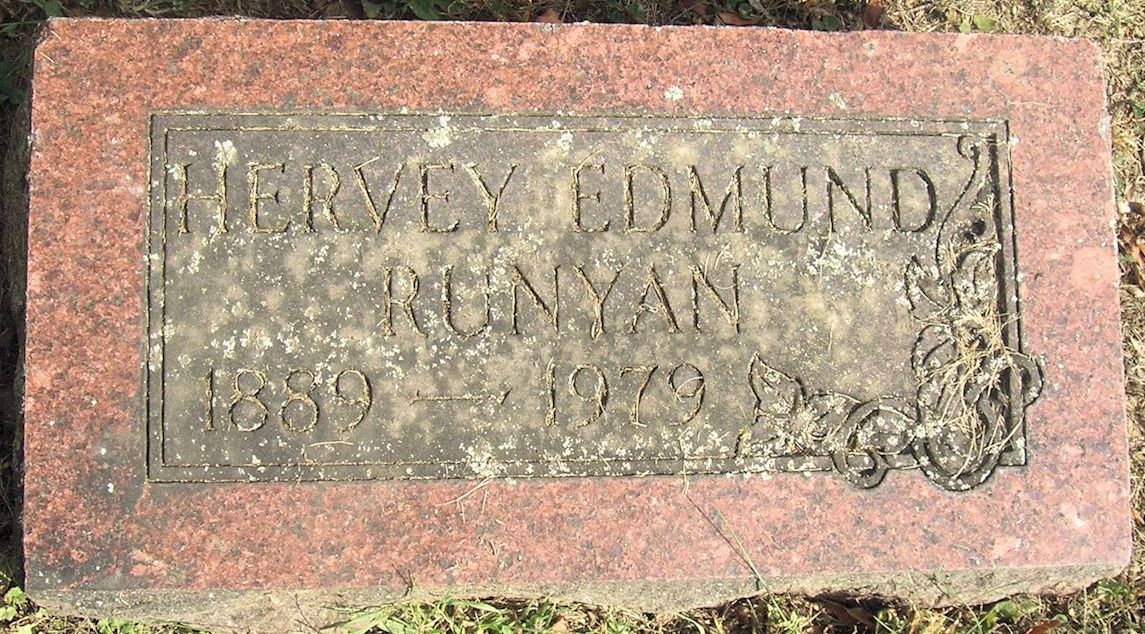 HERVEY EDMUND
RUNYAN
1889 — 1979